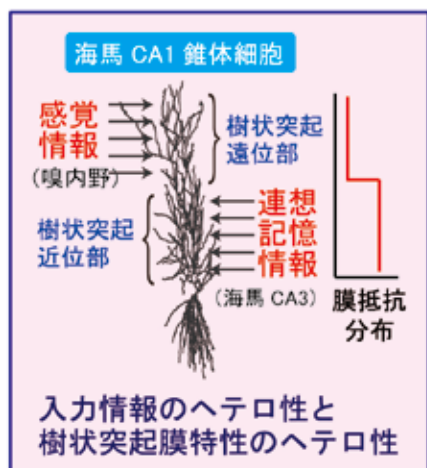 海馬 CA1 錐体細胞
感覚
情報
(嗅内野)
樹状突起
遠位部
樹状突起
近位部
連想
記憶
情報
(海馬 CA3)
膜抵抗
分布
入力情報のヘテロ性と
樹状突起膜特性のヘテロ性